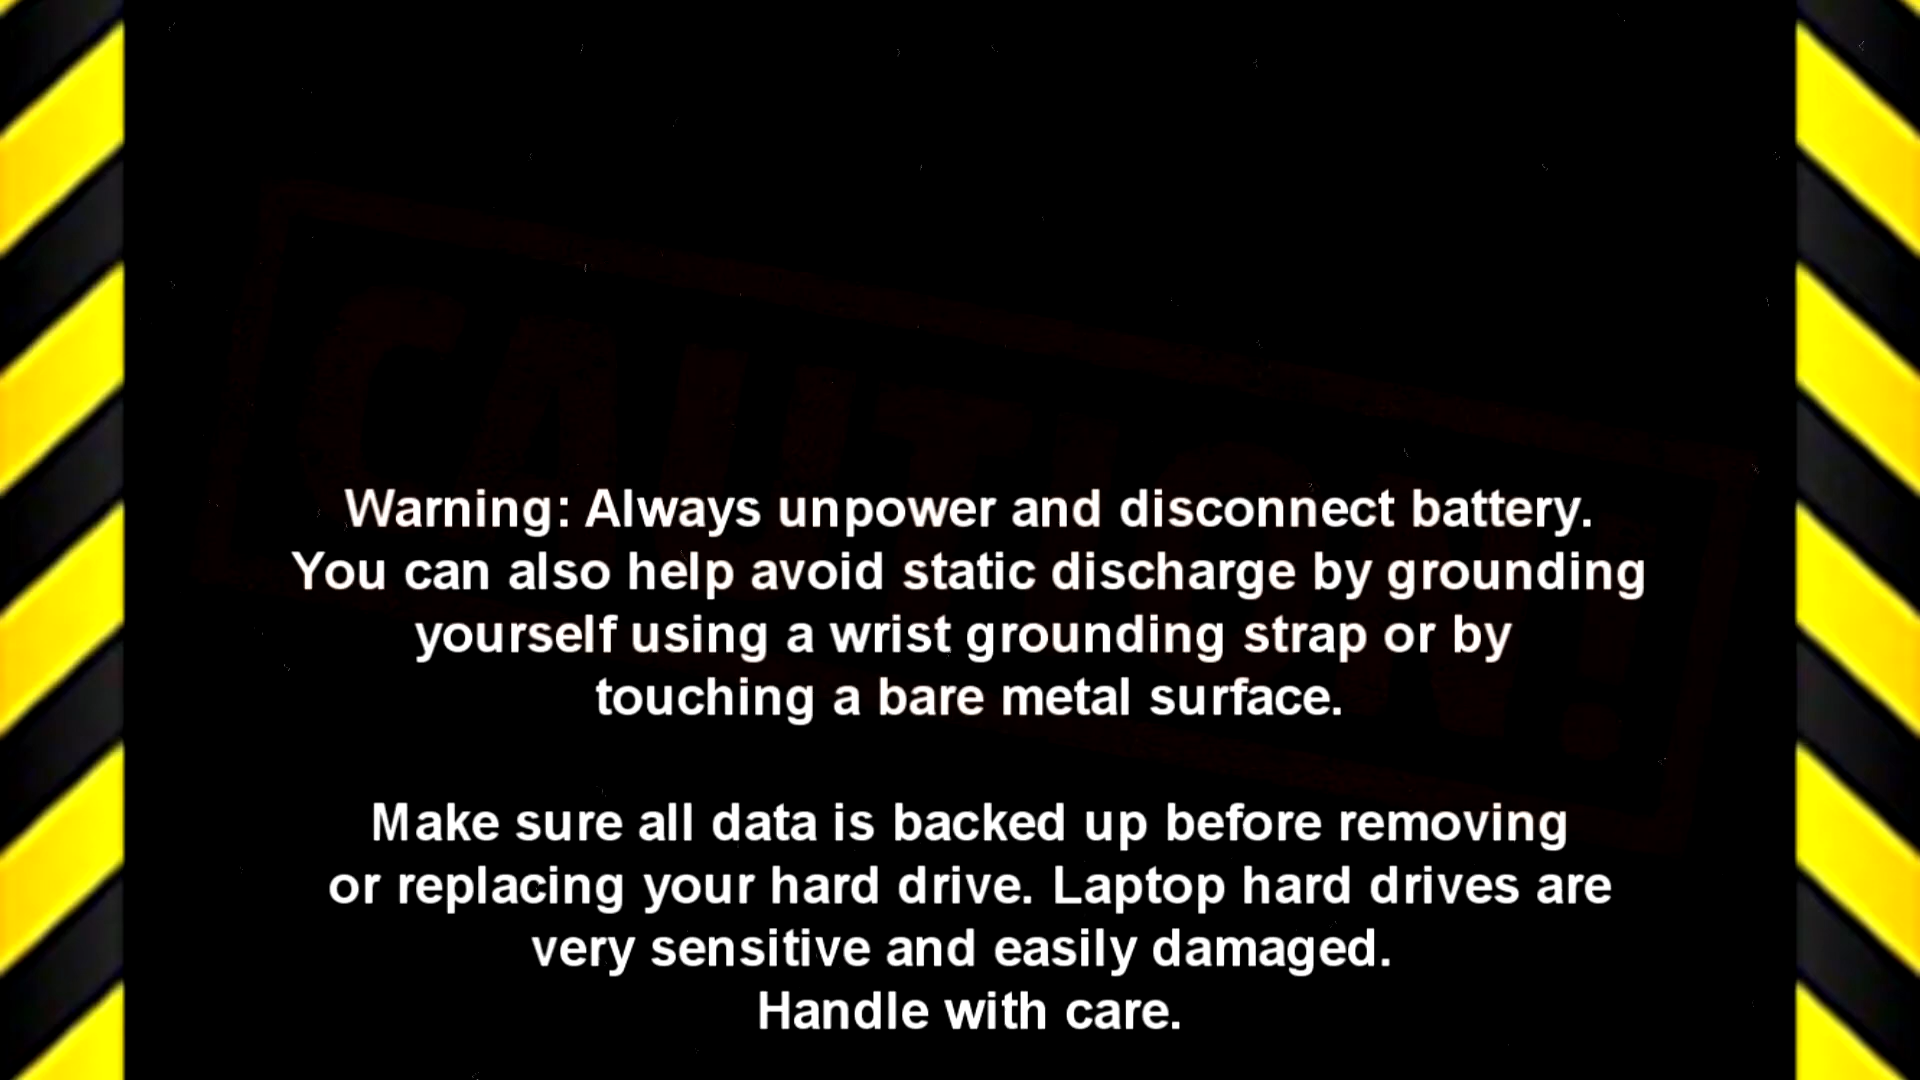 CAUTION!
Warning: Always unpower and disconnect battery.
You can also help avoid static discharge by grounding
yourself using a wrist grounding strap or by
touching a bare metal surface.
Make sure all data is backed up before removing
or replacing your hard drive. Laptop hard drives are
very sensitive and easily damaged.
Handle with care.